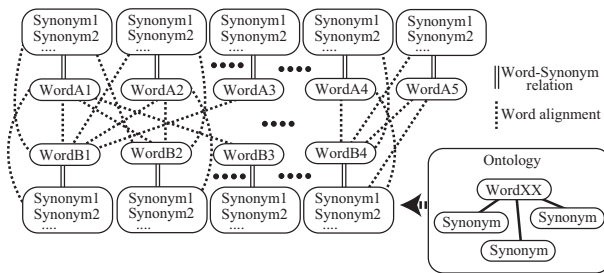 Synonym1 Synonym1 Synonym1 Synonym1 Synonym1
Synonym2 Synonym2 Synonym2 Synonym2 Synonym2
.... .... .... .... ....
WordA1 WordA2 WordA3 WordA4 WordA5
Word-Synonym
relation
Word alignment
WordB1 WordB2 WordB3 WordB4
Synonym1 Synonym1 Synonym1 Synonym1
Synonym2 Synonym2 Synonym2 Synonym2
.... .... .... ....
Ontology
WordXX
Synonym Synonym
Synonym